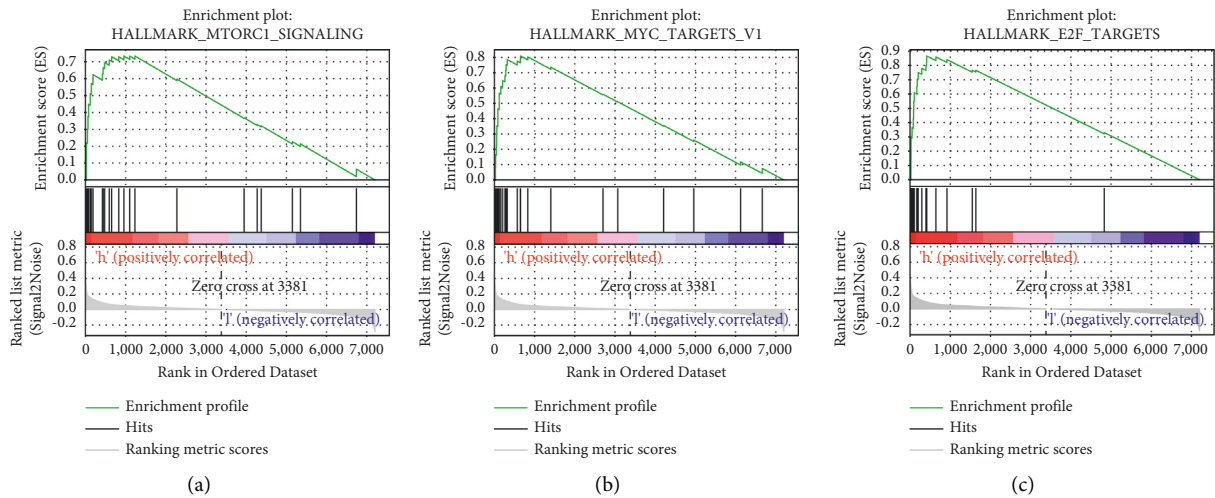 Enrichment plot:
HALLMARK_MTORC1_SIGNALING
Enrichment score (ES)
0.7
0.6
0.5
0.4
0.3
0.2
0.1
0.0
Ranked list metric
(Signal2Noise)
0.8
0.6
0.4
0.2
0.0
-0.2
'h' (positively correlated)
Zero cross at 3381
'l' (negatively correlated)
0 1,000 2,000 3,000 4,000 5,000 6,000 7,000
Rank in Ordered Dataset
Enrichment profile
Hits
Ranking metric scores
(a)
Enrichment plot:
HALLMARK_MYC_TARGETS_V1
Enrichment score (ES)
0.8
0.7
0.6
0.5
0.4
0.3
0.2
0.1
0.0
Ranked list metric
(Signal2Noise)
0.8
0.6
0.4
0.2
0.0
-0.2
'h' (positively correlated)
Zero cross at 3381
'l' (negatively correlated)
0 1,000 2,000 3,000 4,000 5,000 6,000 7,000
Rank in Ordered Dataset
Enrichment profile
Hits
Ranking metric scores
(b)
Enrichment plot:
HALLMARK_E2F_TARGETS
Enrichment score (ES)
0.9
0.8
0.7
0.6
0.5
0.4
0.3
0.2
0.1
0.0
Ranked list metric
(Signal2Noise)
0.8
0.6
0.4
0.2
0.0
-0.2
'h' (positively correlated)
Zero cross at 3381
'l' (negatively correlated)
0 1,000 2,000 3,000 4,000 5,000 6,000 7,000
Rank in Ordered Dataset
Enrichment profile
Hits
Ranking metric scores
(c)